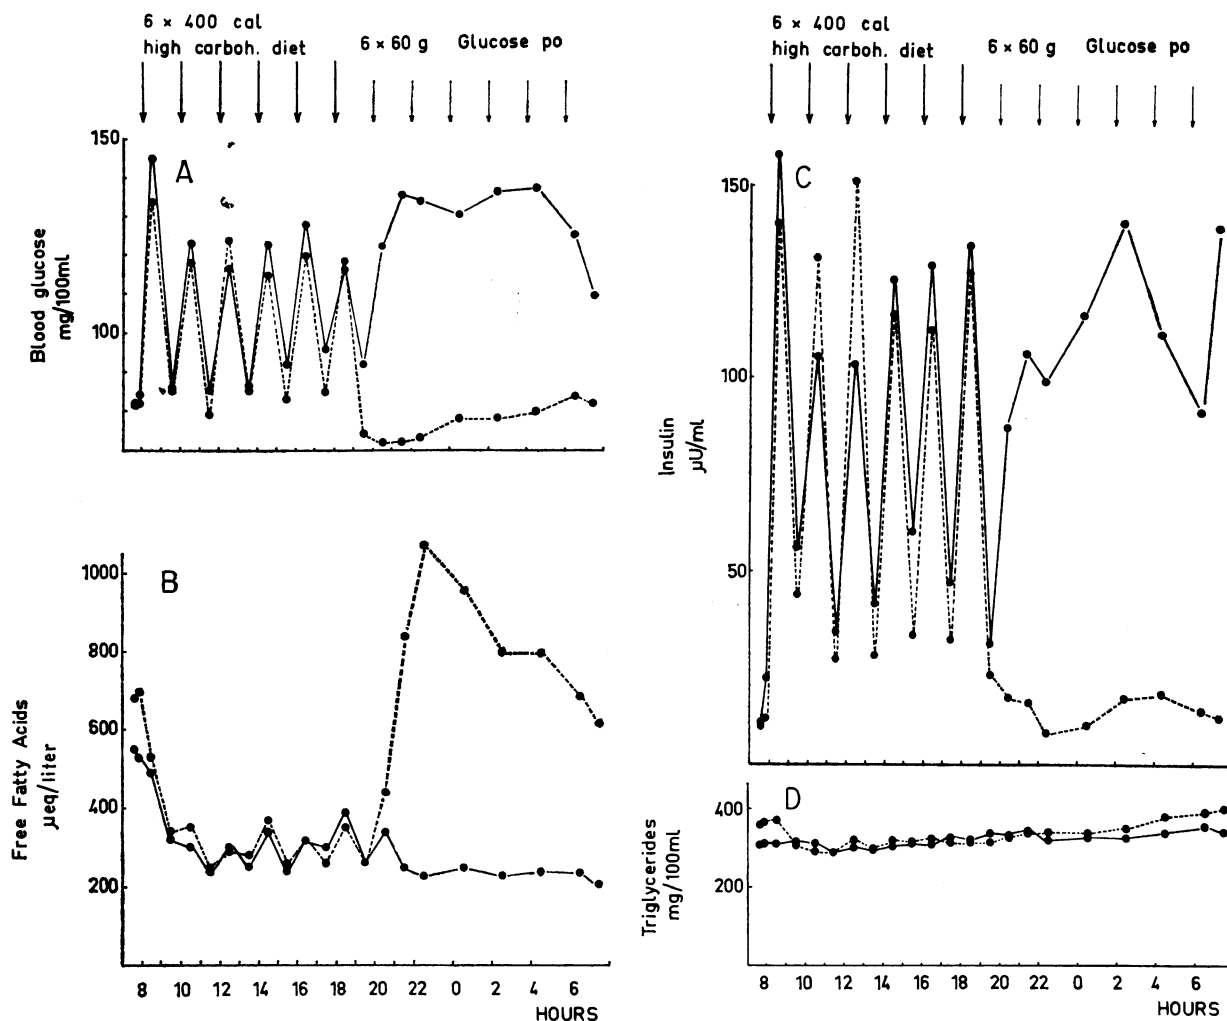 6 × 400 cal
high carboh. diet
6 × 60 g Glucose po
150
A
100
Blood glucose
mg/100ml
B
1000
800
600
400
200
Free Fatty Acids
µeq/liter
8 10 12 14 16 18 20 22 0 2 4 6
HOURS
6 × 400 cal
high carboh. diet
6 × 60 g Glucose po
C
150
100
50
Insulin
µU/ml
D
400
200
Triglycerides
mg/100ml
8 10 12 14 16 18 20 22 0 2 4 6
HOURS